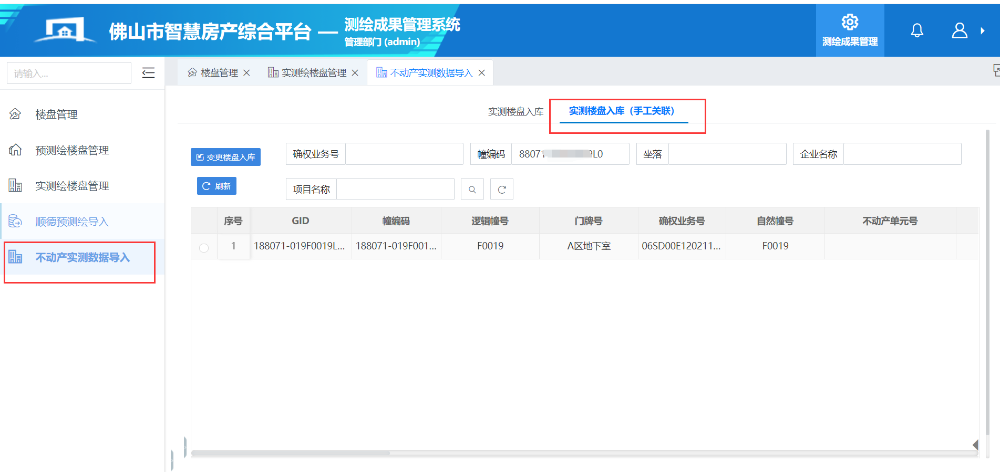 佛山市智慧房产综合平台 — 测绘成果管理系统
管理部门 (admin)
测绘成果管理
请输入...
楼盘管理
预测绘楼盘管理
实测绘楼盘管理
顺德预测绘导入
不动产实测数据导入
楼盘管理 实测绘楼盘管理 不动产实测数据导入
实测楼盘入库 实测楼盘入库（手工关联）
变更楼盘入库 确权业务号 幢编码 8807 L0 坐落 企业名称
刷新 项目名称
序号 GID 幢编码 逻辑幢号 门牌号 确权业务号 自然幢号 不动产单元号
1 188071-019F0019L... 188071-019F001... F0019 A区地下室 06SD00E120211... F0019